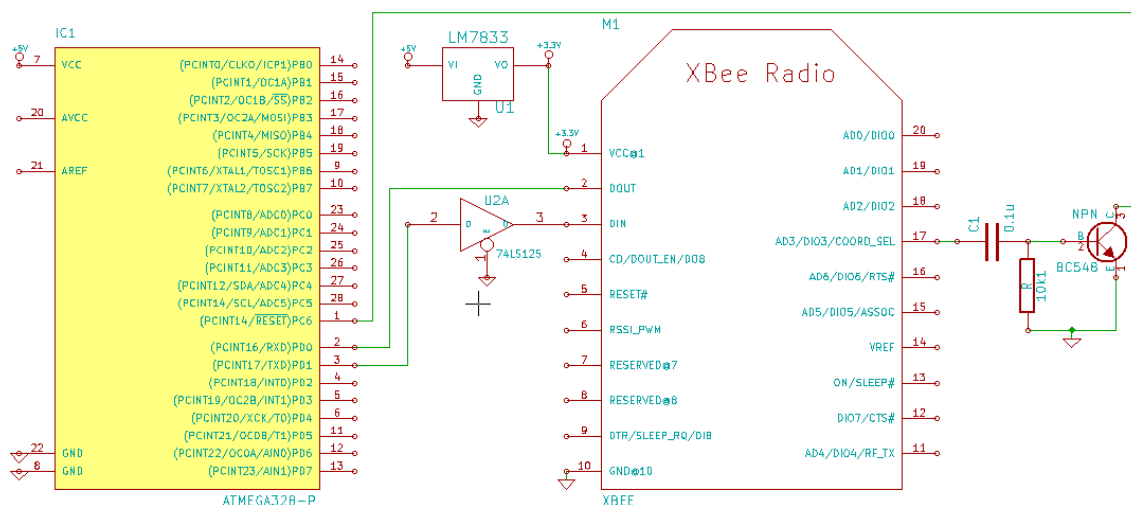 IC1
+5V
7 VCC
20 AVCC
21 AREF
22 GND
8 GND
(PCINT0/CLKO/ICP1)PB0 14
(PCINT1/OC1A)PB1 15
(PCINT2/OC1B/SS)PB2 16
(PCINT3/OC2A/MOSI)PB3 17
(PCINT4/MISO)PB4 18
(PCINT5/SCK)PB5 19
(PCINT6/XTAL1/TOSC1)PB6 9
(PCINT7/XTAL2/TOSC2)PB7 10
(PCINT8/ADC0)PC0 23
(PCINT9/ADC1)PC1 24
(PCINT10/ADC2)PC2 25
(PCINT11/ADC3)PC3 26
(PCINT12/SDA/ADC4)PC4 27
(PCINT14/SCL/ADC5)PC5 28
(PCINT14/RESET)PC6 1
(PCINT16/RXD)PD0 2
(PCINT17/TXD)PD1 3
(PCINT18/INT0)PD2 4
(PCINT19/OC2B/INT1)PD3 5
(PCINT20/XCK/T0)PD4 6
(PCINT21/OC0B/T1)PD5 11
(PCINT22/OC0A/AIN0)PD6 12
(PCINT23/AIN1)PD7 13
ATMEGA328-P
LM7833
+5V
+3.3V
VI VO
GND
U1
U2A
2 D O 3
E
1
74LS125
M1
XBee Radio
+3.3V
1 VCC@1
2 DOUT
3 DIN
4 CD/DOUT_EN/DO8
5 RESET#
6 RSSI_PWM
7 RESERVED@7
8 RESERVED@8
9 DTR/SLEEP_RQ/DI8
10 GND@10
AD0/DIO0 20
AD1/DIO1 19
AD2/DIO2 18
AD3/DIO3/COORD_SEL 17
AD6/DIO6/RTS# 16
AD5/DIO5/ASSOC 15
VREF 14
ON/SLEEP# 13
DIO7/CTS# 12
AD4/DIO4/RF_TX 11
XBEE
C1
0.1u
R
10k1
NPN
C 3
B 2
E 1
BC548